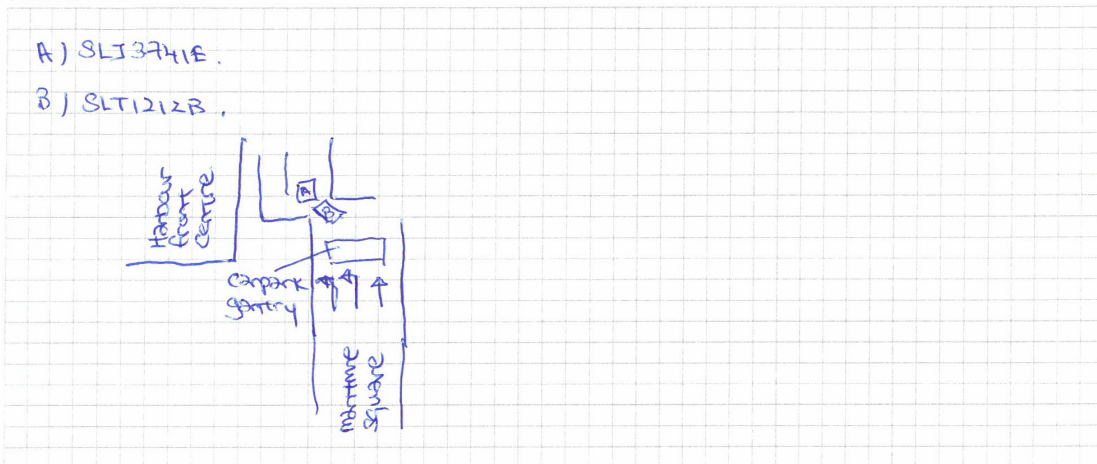 A) SLJ3741E.
B) SLT1212B.
Harbour
front
centre
A
B
carpark
gantry
maritime
square